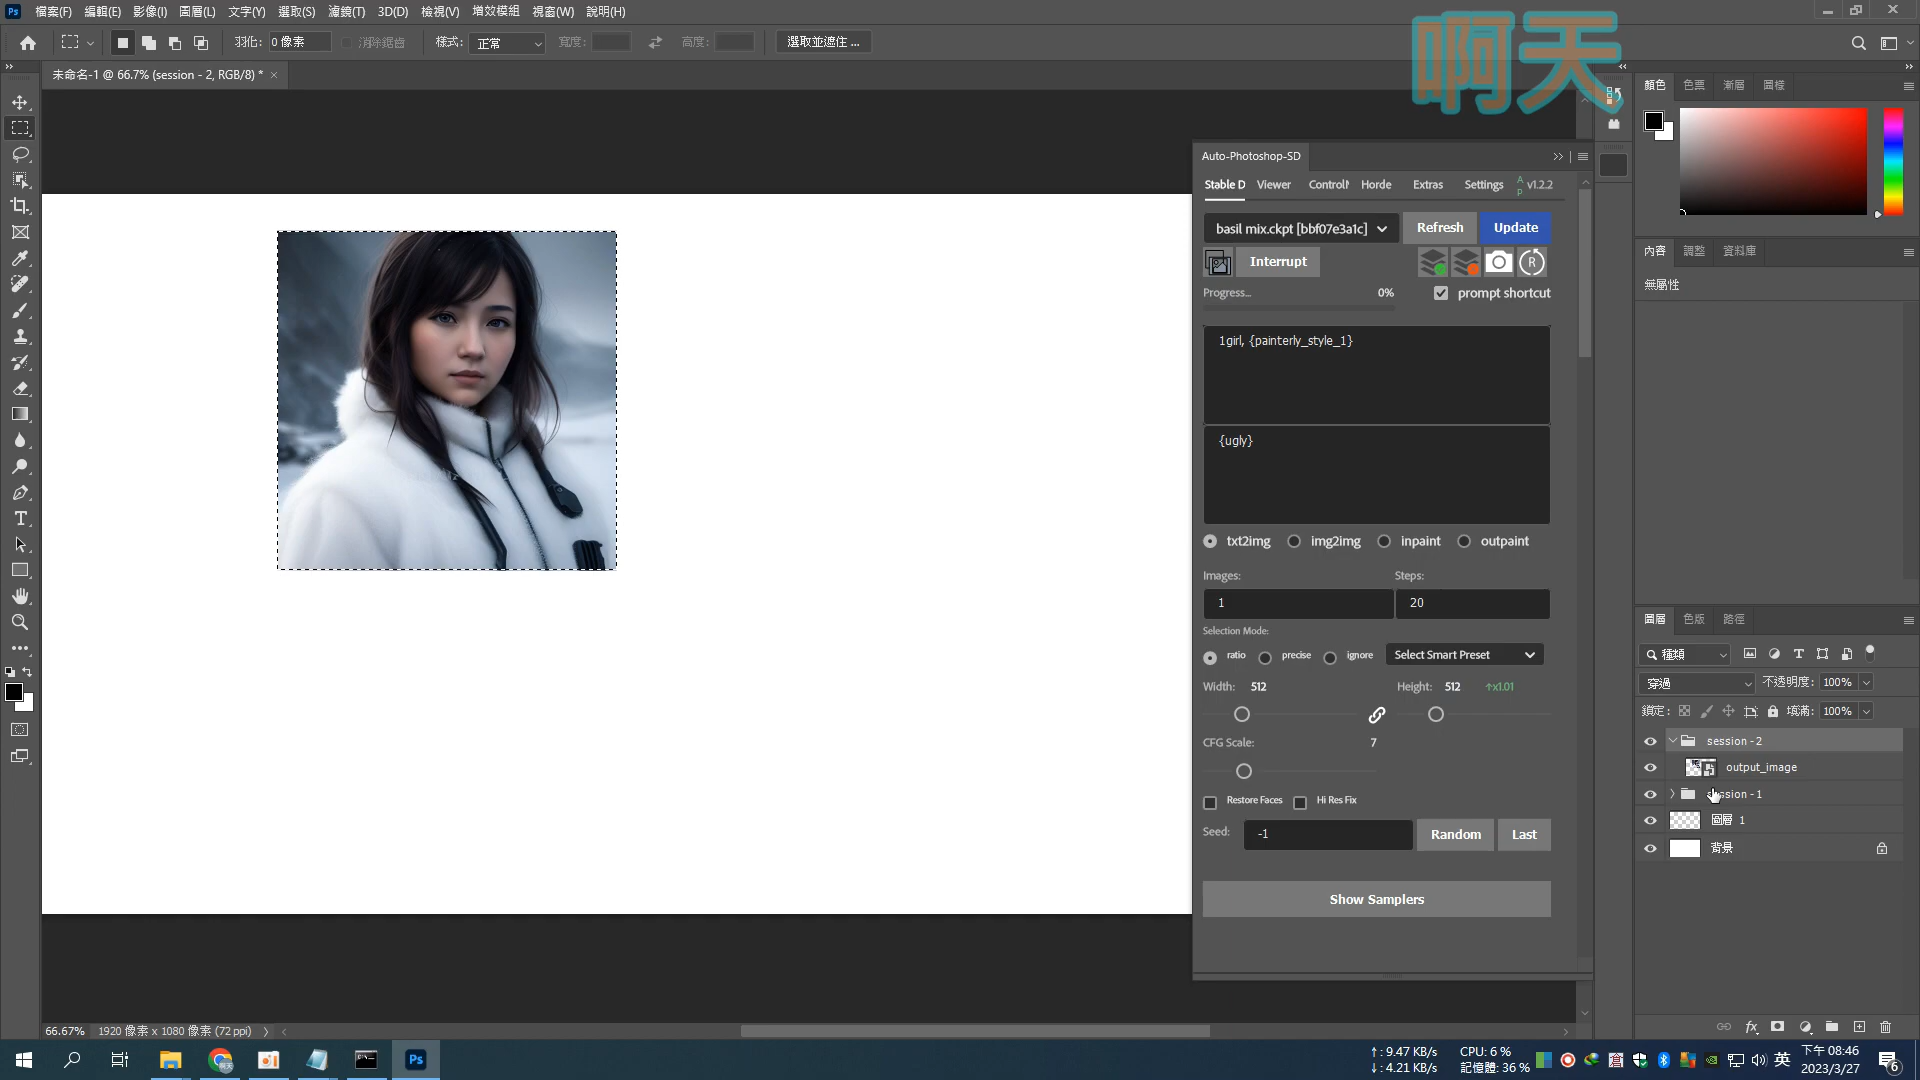 Ps 檔案(F) 編輯(E) 影像(I) 圖層(L) 文字(Y) 選取(S) 濾鏡(T) 3D(D) 檢視(V) 增效模組 視窗(W) 說明(H)
羽化: 0 像素 消除鋸齒 樣式: 正常 寬度: 高度: 選取並遮住 ...
啊天
未命名-1 @ 66.7% (session - 2, RGB/8) * ×
顏色 色票 漸層 圖樣
Auto-Photoshop-SD
Stable D Viewer Controll Horde Extras Settings A p v1.2.2
basil mix.ckpt [bbf07e3a1c] Refresh Update
Interrupt
Progress... 0% prompt shortcut
1girl, {painterly_style_1}
{ugly}
txt2img img2img inpaint outpaint
Images: Steps:
1 20
Selection Mode:
ratio precise ignore Select Smart Preset
Width: 512 Height: 512 ↑x1.01
CFG Scale: 7
Restore Faces Hi Res Fix
Seed: -1 Random Last
Show Samplers
內容 調整 資料庫
無屬性
圖層 色版 路徑
種類
穿過 不透明度: 100%
鎖定: 填滿: 100%
session - 2
output_image
session - 1
圖層 1
背景
66.67% 1920 像素 x 1080 像素 (72 ppi)
Ps
↑ : 9.47 KB/s CPU: 6 %
↓ : 4.21 KB/s 記憶體: 36 %
英 下午 08:46
2023/3/27
6